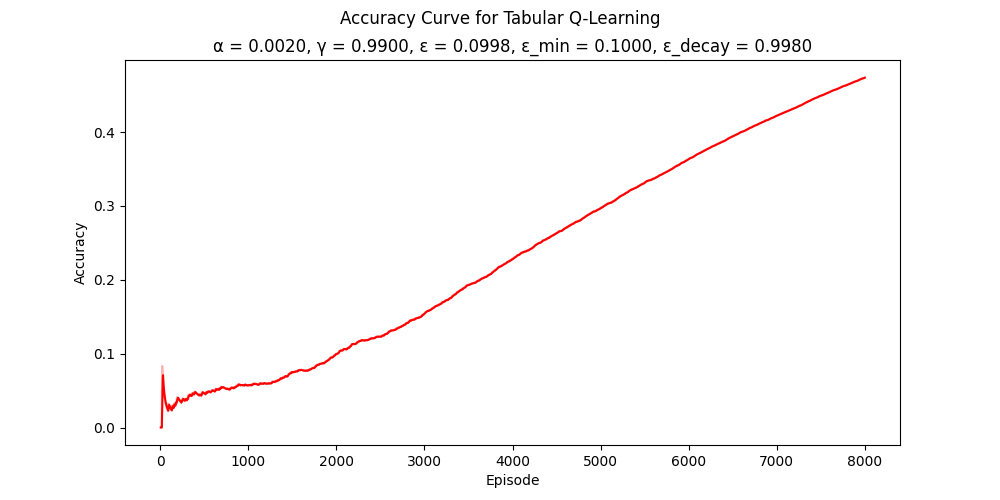 Accuracy Curve for Tabular Q-Learning
α = 0.0020, γ = 0.9900, ε = 0.0998, ε_min = 0.1000, ε_decay = 0.9980
Accuracy
0.4
0.3
0.2
0.1
0.0
0 1000 2000 3000 4000 5000 6000 7000 8000
Episode